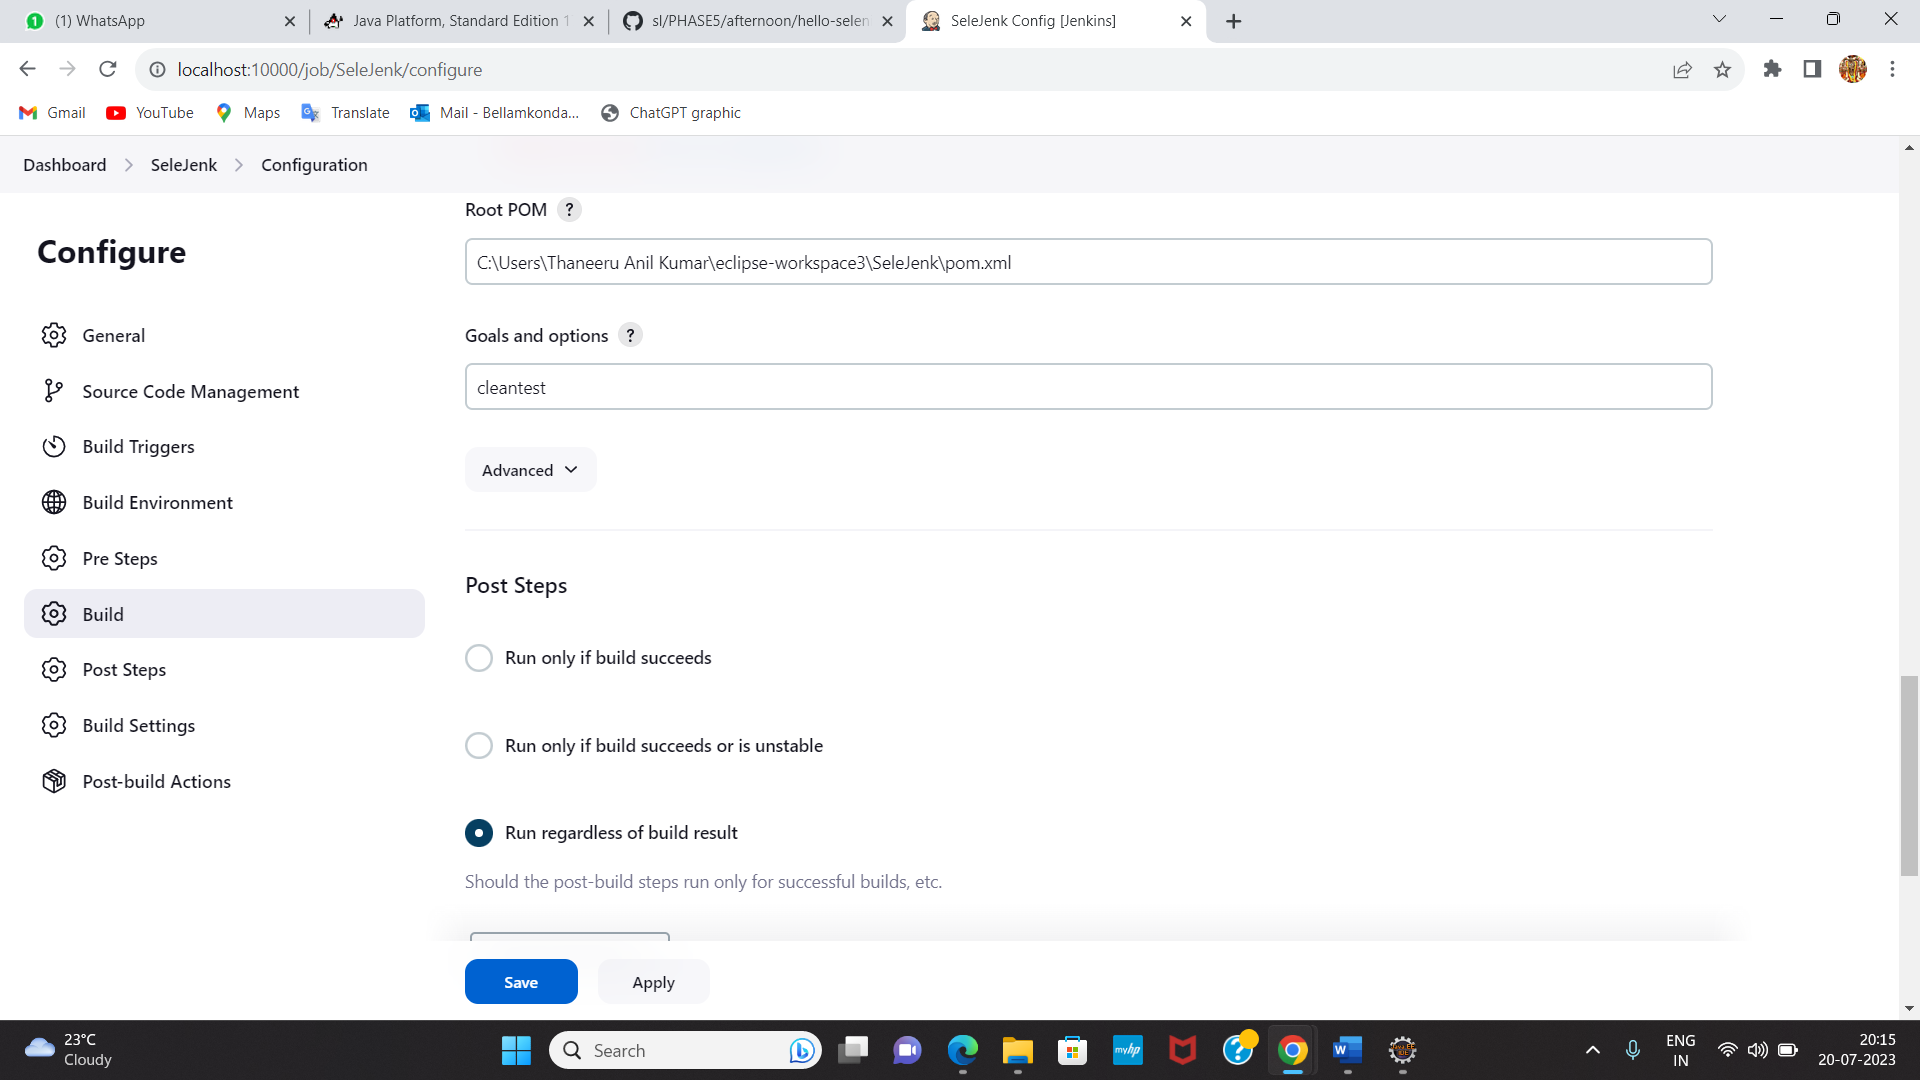 (1) WhatsApp
Java Platform, Standard Edition 1
sl/PHASE5/afternoon/hello-selen
SeleJenk Config [Jenkins]
localhost:10000/job/SeleJenk/configure
Gmail
YouTube
Maps
Translate
Mail - Bellamkonda...
ChatGPT graphic
Dashboard
SeleJenk
Configuration
Configure
General
Source Code Management
Build Triggers
Build Environment
Pre Steps
Build
Post Steps
Build Settings
Post-build Actions
Root POM ?
C:\Users\Thaneeru Anil Kumar\eclipse-workspace3\SeleJenk\pom.xml
Goals and options ?
cleantest
Advanced
Post Steps
Run only if build succeeds
Run only if build succeeds or is unstable
Run regardless of build result
Should the post-build steps run only for successful builds, etc.
Save
Apply
23°C
Cloudy
Search
myhp
ENG
IN
20:15
20-07-2023